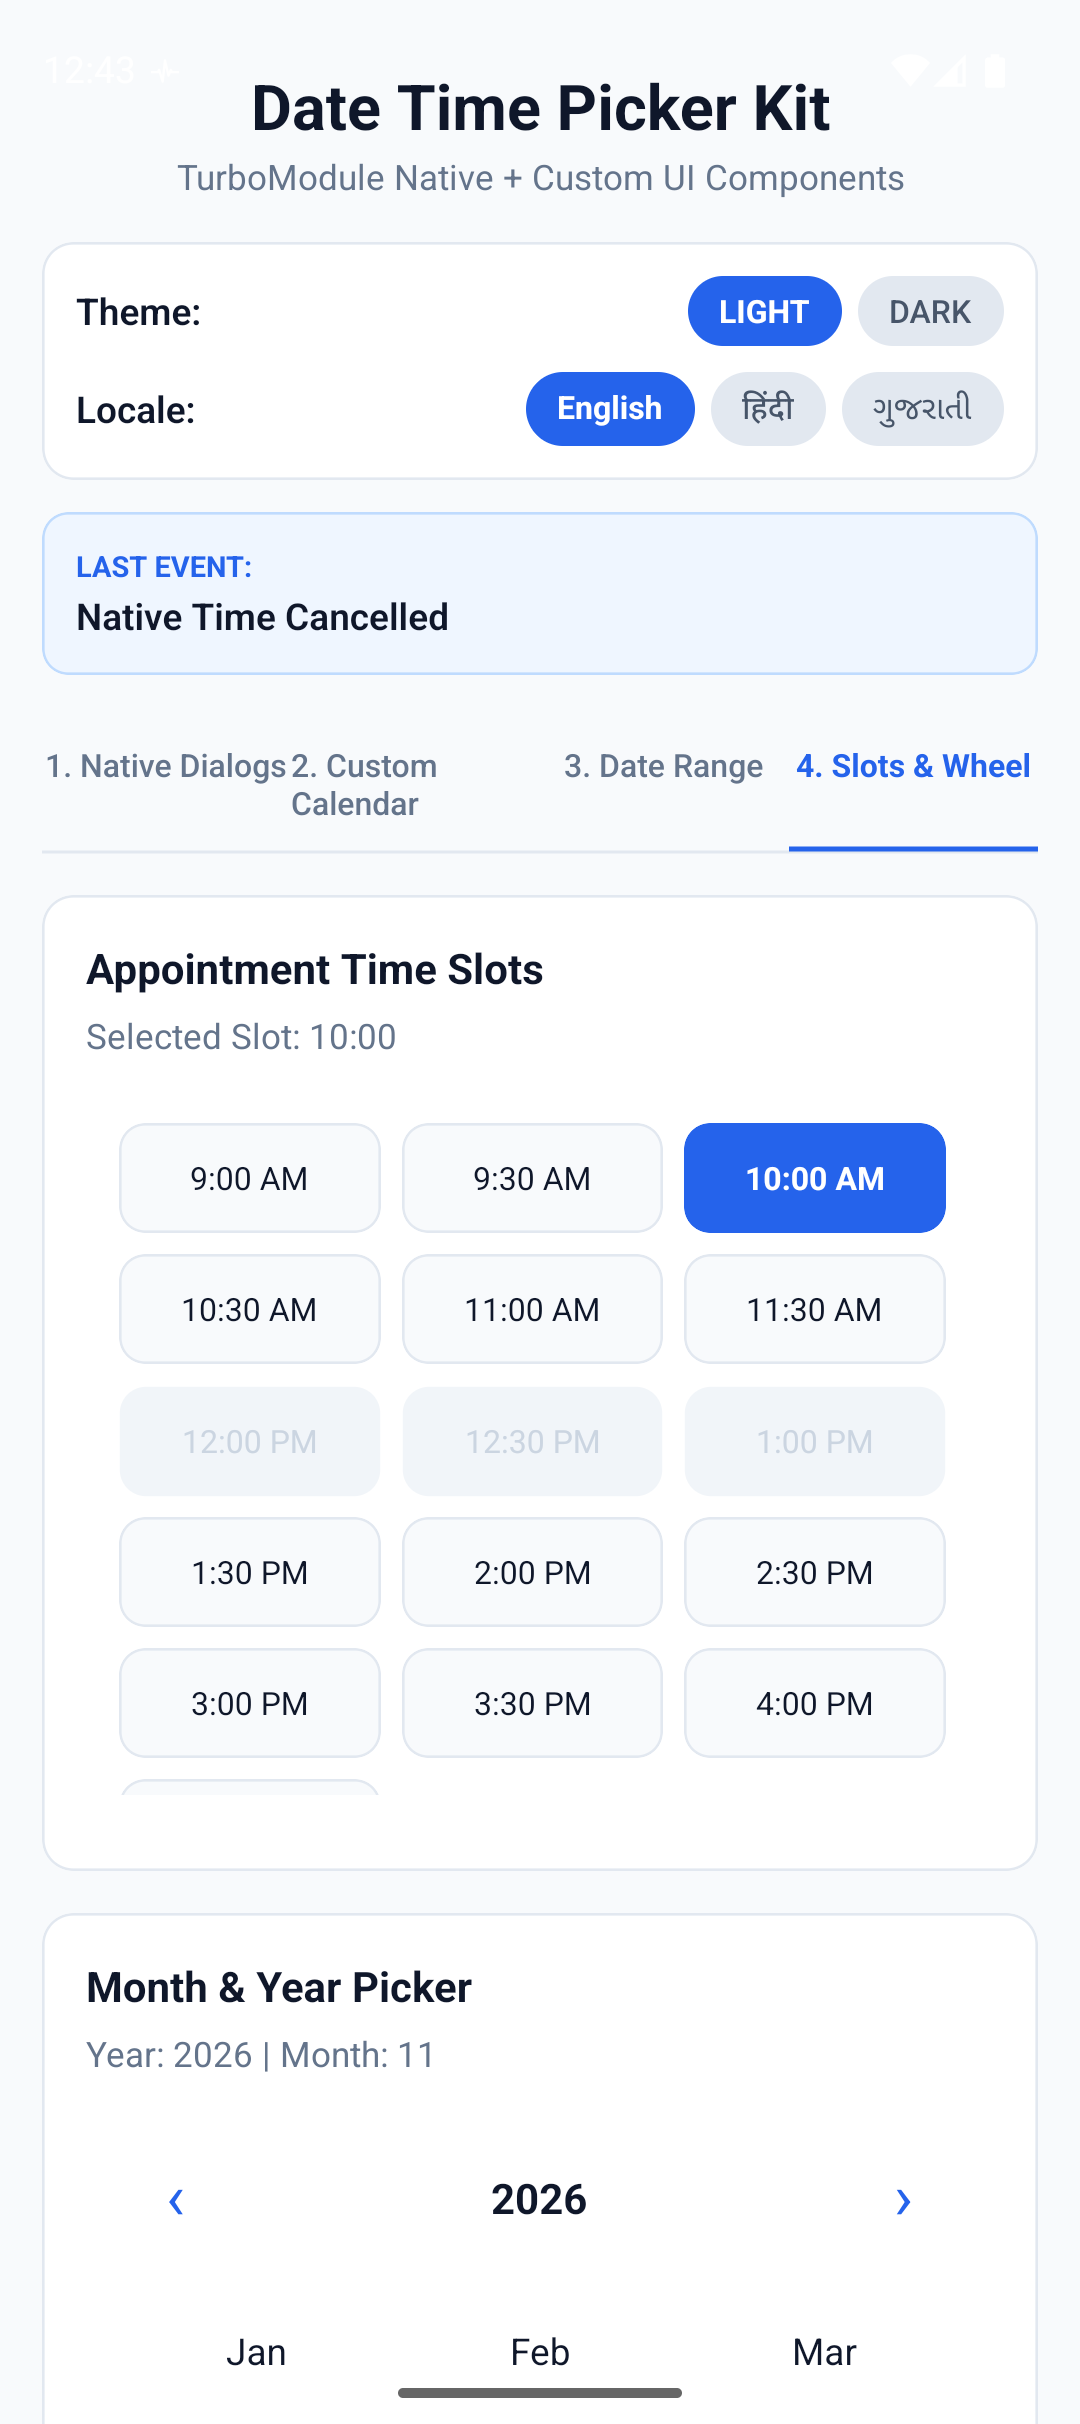 12:43
Date Time Picker Kit
TurboModule Native + Custom UI Components
Theme:
LIGHT
DARK
Locale:
English
हिंदी
ગુજરાતી
LAST EVENT:
Native Time Cancelled
1. Native Dialogs
2. Custom
Calendar
3. Date Range
4. Slots & Wheel
Appointment Time Slots
Selected Slot: 10:00
9:00 AM
9:30 AM
10:00 AM
10:30 AM
11:00 AM
11:30 AM
12:00 PM
12:30 PM
1:00 PM
1:30 PM
2:00 PM
2:30 PM
3:00 PM
3:30 PM
4:00 PM
Month & Year Picker
Year: 2026 | Month: 11
‹
2026
›
Jan
Feb
Mar